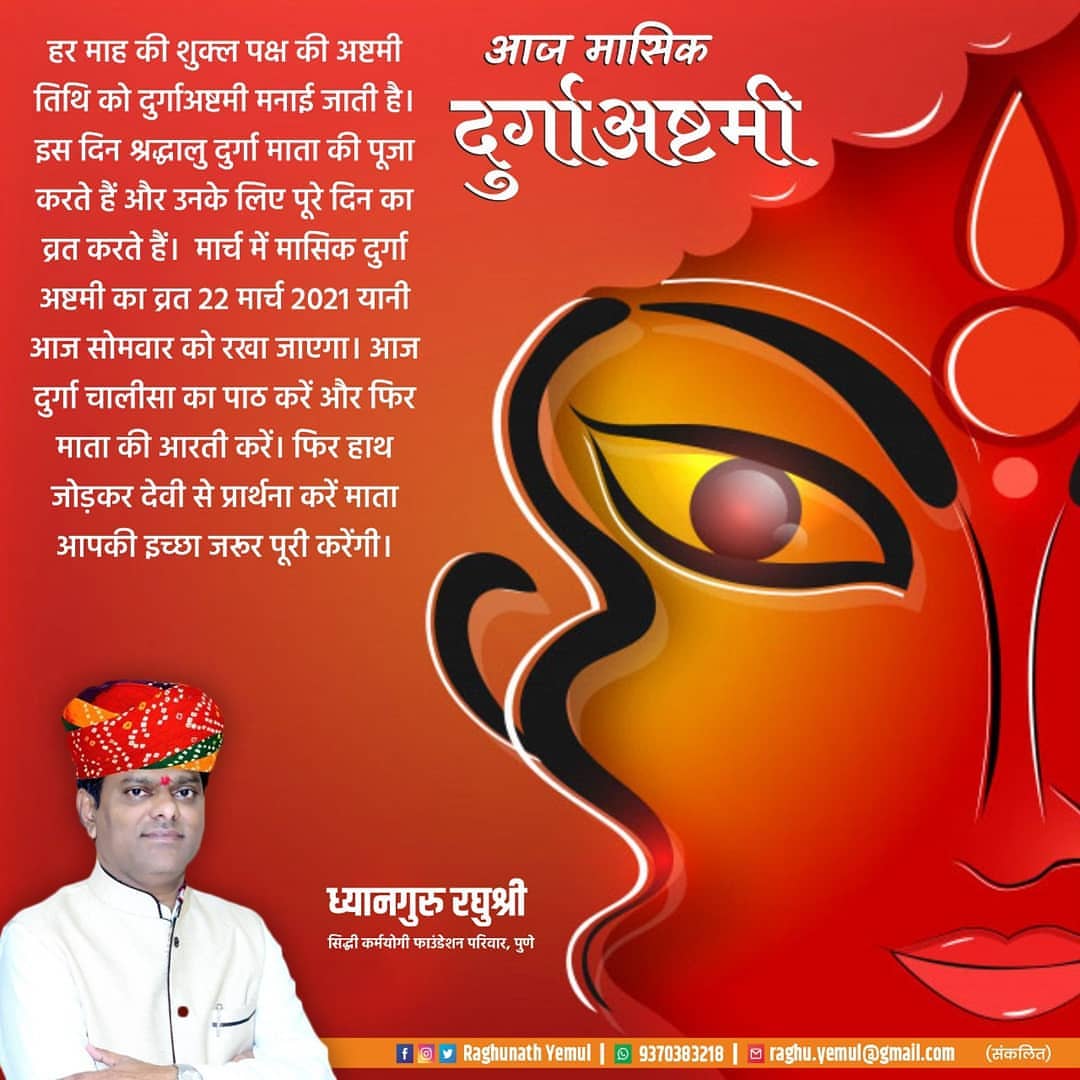 हर माह की शुक्ल पक्ष की अष्टमी
तिथि को दुर्गाअष्टमी मनाई जाती है।
इस दिन श्रद्धालु दुर्गा माता की पूजा
करते हैं और उनके लिए पूरे दिन का
व्रत करते हैं। मार्च में मासिक दुर्गा
अष्टमी का व्रत 22 मार्च 2021 यानी
आज सोमवार को रखा जाएगा। आज
दुर्गा चालीसा का पाठ करें और फिर
माता की आरती करें। फिर हाथ
जोड़कर देवी से प्रार्थना करें माता
आपकी इच्छा जरूर पूरी करेंगी।
आज मासिक
दुर्गाअष्टमी
ध्यानगुरु रघुश्री
सिद्धी कर्मयोगी फाउंडेशन परिवार, पुणे
Raghunath Yemul | 9370383218 | raghu.yemul@gmail.com (संकलित)